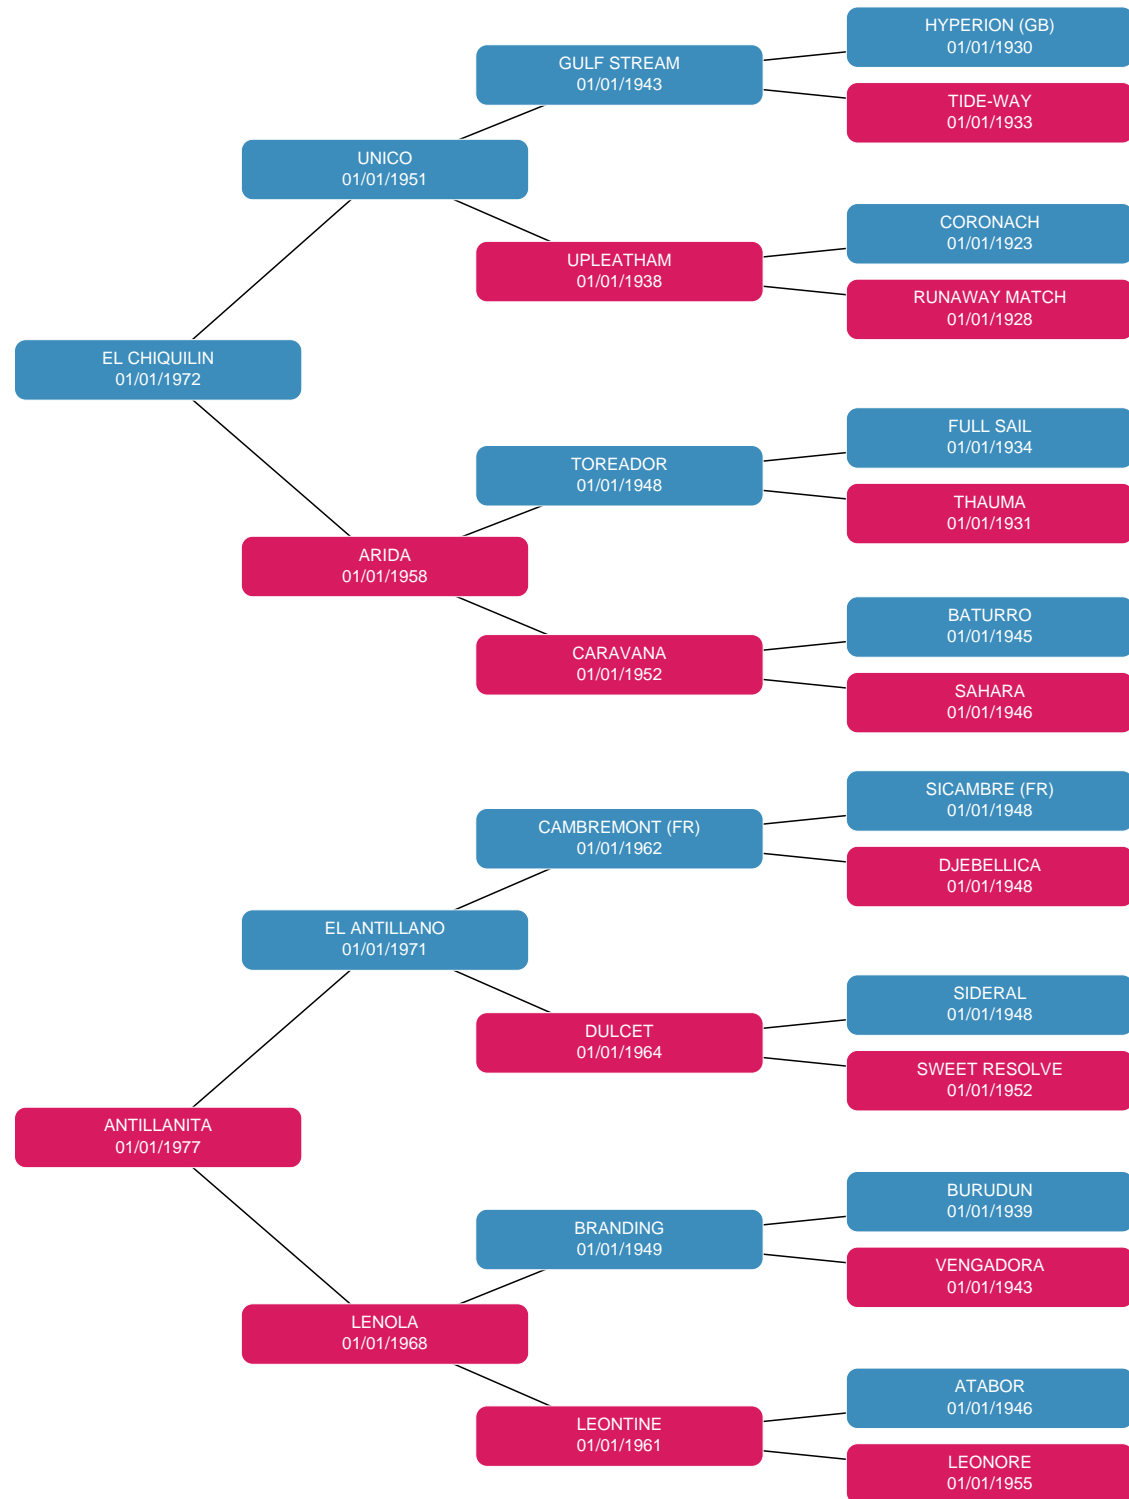 HYPERION (GB)
01/01/1930
GULF STREAM
01/01/1943
TIDE-WAY
01/01/1933
UNICO
01/01/1951
CORONACH
01/01/1923
UPLEATHAM
01/01/1938
RUNAWAY MATCH
01/01/1928
EL CHIQUILIN
01/01/1972
FULL SAIL
01/01/1934
TOREADOR
01/01/1948
THAUMA
01/01/1931
ARIDA
01/01/1958
BATURRO
01/01/1945
CARAVANA
01/01/1952
SAHARA
01/01/1946
SICAMBRE (FR)
01/01/1948
CAMBREMONT (FR)
01/01/1962
DJEBELLICA
01/01/1948
EL ANTILLANO
01/01/1971
SIDERAL
01/01/1948
DULCET
01/01/1964
SWEET RESOLVE
01/01/1952
ANTILLANITA
01/01/1977
BURUDUN
01/01/1939
BRANDING
01/01/1949
VENGADORA
01/01/1943
LENOLA
01/01/1968
ATABOR
01/01/1946
LEONTINE
01/01/1961
LEONORE
01/01/1955